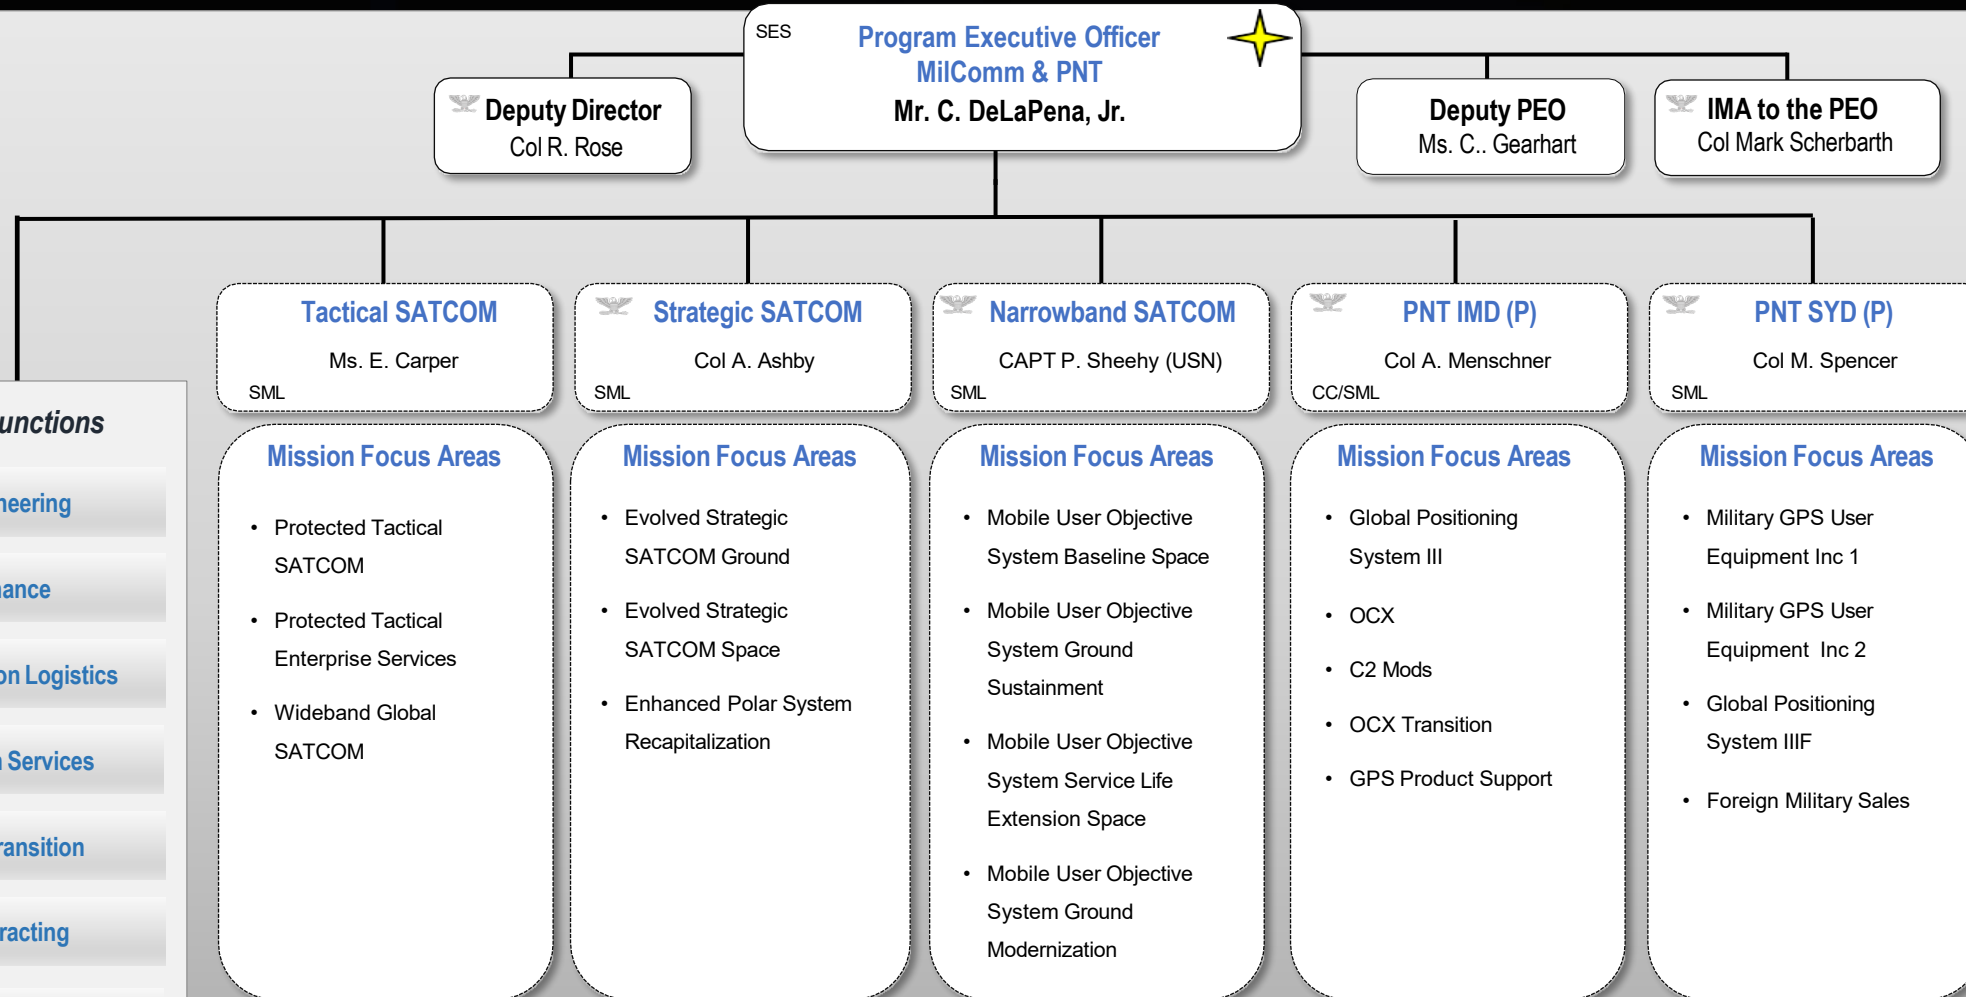 SES
Program Executive Officer
MilComm & PNT
Mr. C. DeLaPena, Jr.
Deputy Director
Col R. Rose
Deputy PEO
Ms. C.. Gearhart
IMA to the PEO
Col Mark Scherbarth
Tactical SATCOM
Ms. E. Carper
SML
Strategic SATCOM
Col A. Ashby
SML
Narrowband SATCOM
CAPT P. Sheehy (USN)
SML
PNT IMD (P)
Col A. Menschner
CC/SML
PNT SYD (P)
Col M. Spencer
SML
Logistics
Services
Mission Focus Areas
• Protected Tactical
SATCOM
• Protected Tactical
Enterprise Services
• Wideband Global
SATCOM
Mission Focus Areas
• Evolved Strategic
SATCOM Ground
• Evolved Strategic
SATCOM Space
• Enhanced Polar System
Recapitalization
Mission Focus Areas
• Mobile User Objective
System Baseline Space
• Mobile User Objective
System Ground
Sustainment
• Mobile User Objective
System Service Life
Extension Space
• Mobile User Objective
System Ground
Modernization
Mission Focus Areas
• Global Positioning
System III
• OCX
• C2 Mods
• OCX Transition
• GPS Product Support
Mission Focus Areas
• Military GPS User
Equipment Inc 1
• Military GPS User
Equipment Inc 2
• Global Positioning
System IIIF
• Foreign Military Sales